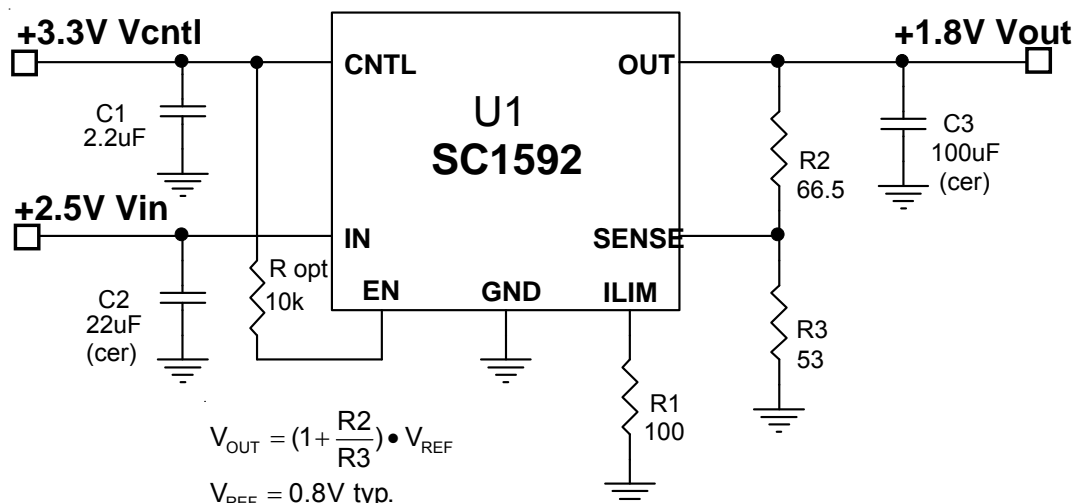 +3.3V Vcntl
+1.8V Vout
CNTL
OUT
U1
SC1592
C1
2.2uF
R2
66.5
C3
100uF
(cer)
+2.5V Vin
IN
SENSE
R opt
10k
EN
GND
ILIM
C2
22uF
(cer)
R3
53
R1
100
V_OUT = (1 + R2/R3) • V_REF
V_REF = 0.8V typ.